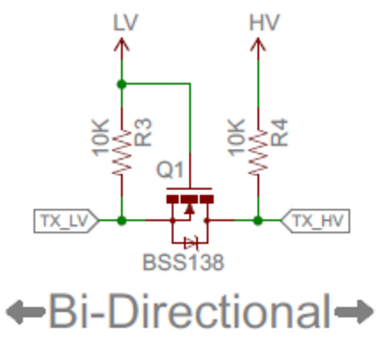 LV HV
10K R3 10K R4
Q1
TX_LV TX_HV
BSS138
Bi-Directional